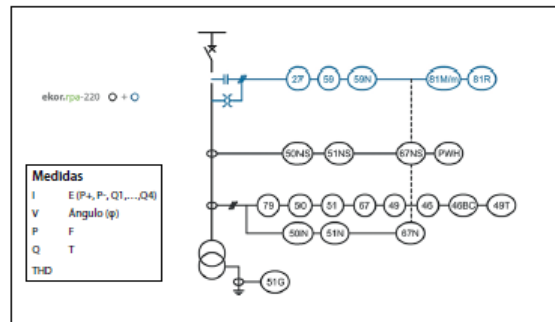 27 59 59N 81M/m 81R
ekor.rpa-220 + 
50NS 51NS 67NS PWH
Medidas
I E (P+, P-, Q1,...,Q4)
V Ángulo (φ)
P F
Q T
THD
79 50 51 67 49 46 46BC 49T
50N 51N 67N
51G